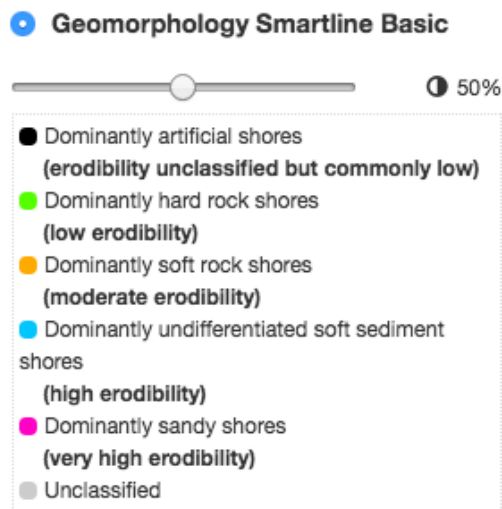 Geomorphology Smartline Basic
50%
Dominantly artificial shores
(erodibility unclassified but commonly low)
Dominantly hard rock shores
(low erodibility)
Dominantly soft rock shores
(moderate erodibility)
Dominantly undifferentiated soft sediment
shores
(high erodibility)
Dominantly sandy shores
(very high erodibility)
Unclassified